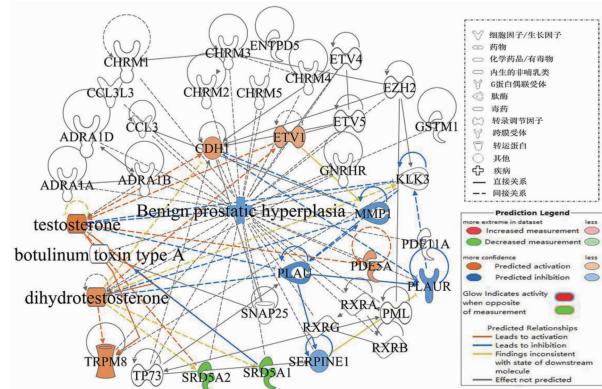 CHRM3
ENTPD5
CHRM1
CHRM4
ETV4
EZH2
CCL3L3
CHRM2
CHRM5
CCL3
ETV5
GSTM1
ADRA1D
CDH1
ETV1
GNRHR
KLK3
ADRA1A
ADRA1B
Benign prostatic hyperplasia
MMP1
testosterone
PDE11A
botulinum toxin type A
PLAU
PDE5A
PLAUR
dihydrotestosterone
SNAP25
RXRA
PML
RXRG
RXRB
TRPM8
TP73
SRD5A2
SRD5A1
SERPINE1
细胞因子/生长因子
药物
化学药品/有毒物
内生的非哺乳类
G蛋白偶联受体
肽酶
毒药
转录调节因子
跨膜受体
转运蛋白
其他
疾病
直接关系
间接关系
Prediction Legend
more extreme in dataset
less
Increased measurement
Decreased measurement
more confidence
less
Predicted activation
Predicted inhibition
Glow Indicates activity
when opposite
of measurement
Predicted Relationships
Leads to activation
Leads to inhibition
Findings inconsistent
with state of downstream
molecule
Effect not predicted